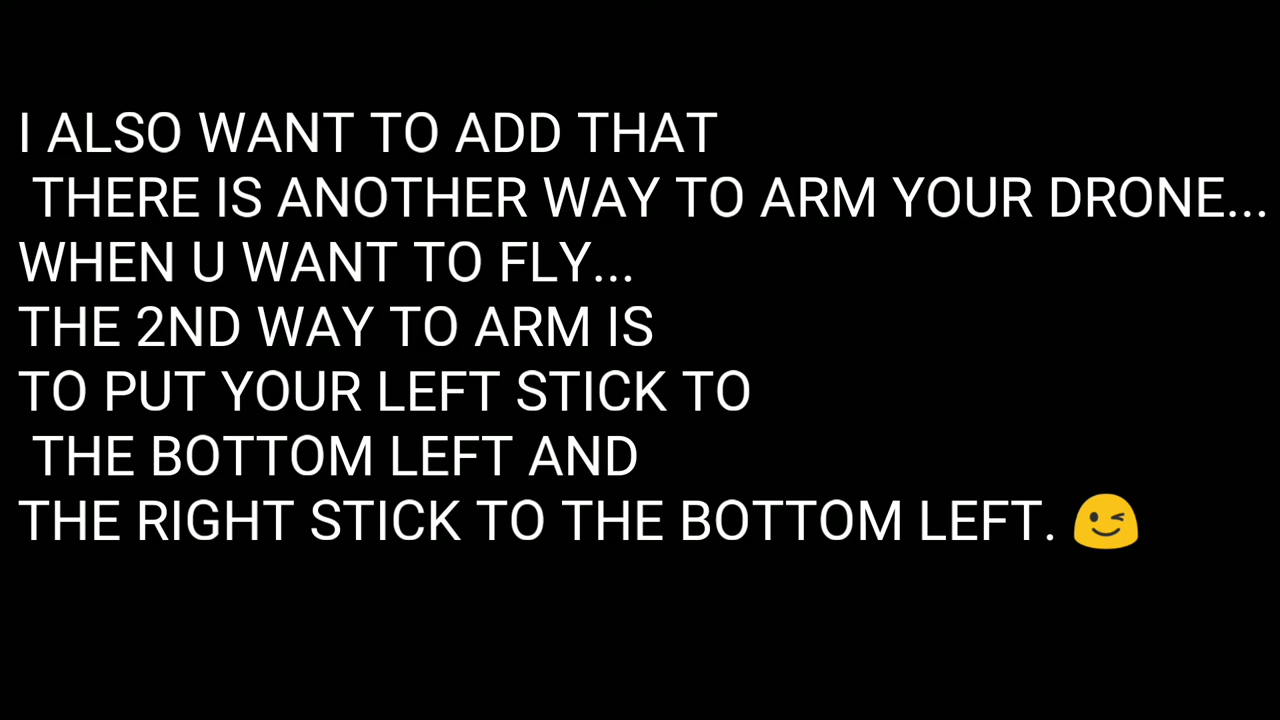 I ALSO WANT TO ADD THAT
THERE IS ANOTHER WAY TO ARM YOUR DRONE...
WHEN U WANT TO FLY...
THE 2ND WAY TO ARM IS
TO PUT YOUR LEFT STICK TO
THE BOTTOM LEFT AND
THE RIGHT STICK TO THE BOTTOM LEFT. 😉